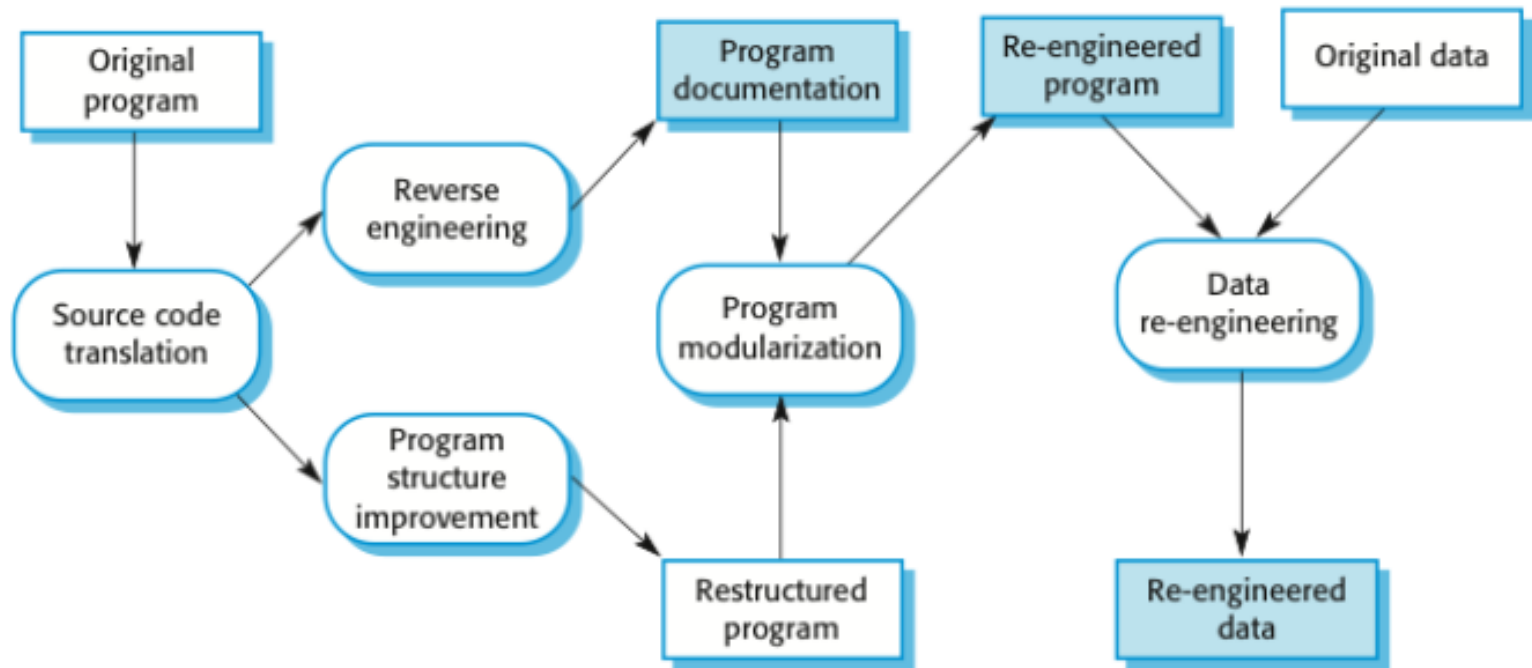 Original
program
Program
documentation
Re-engineered
program
Original data
Reverse
engineering
Source code
translation
Program
modularization
Data
re-engineering
Program
structure
improvement
Restructured
program
Re-engineered
data